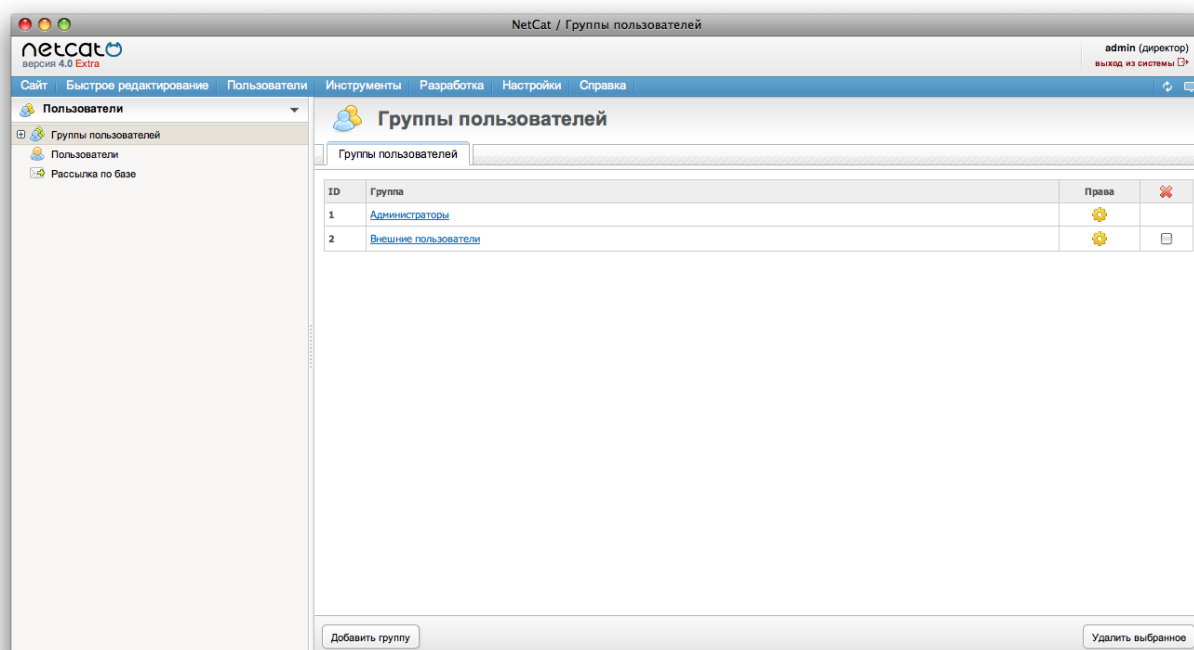 NetCat / Группы пользователей
netcat
версия 4.0 Extra
admin (директор)
выход из системы
Сайт Быстрое редактирование Пользователи Инструменты Разработка Настройки Справка
Пользователи
Группы пользователей
Пользователи
Рассылка по базе
Группы пользователей
Группы пользователей
ID Группа Права
1 Администраторы
2 Внешние пользователи
Добавить группу
Удалить выбранное